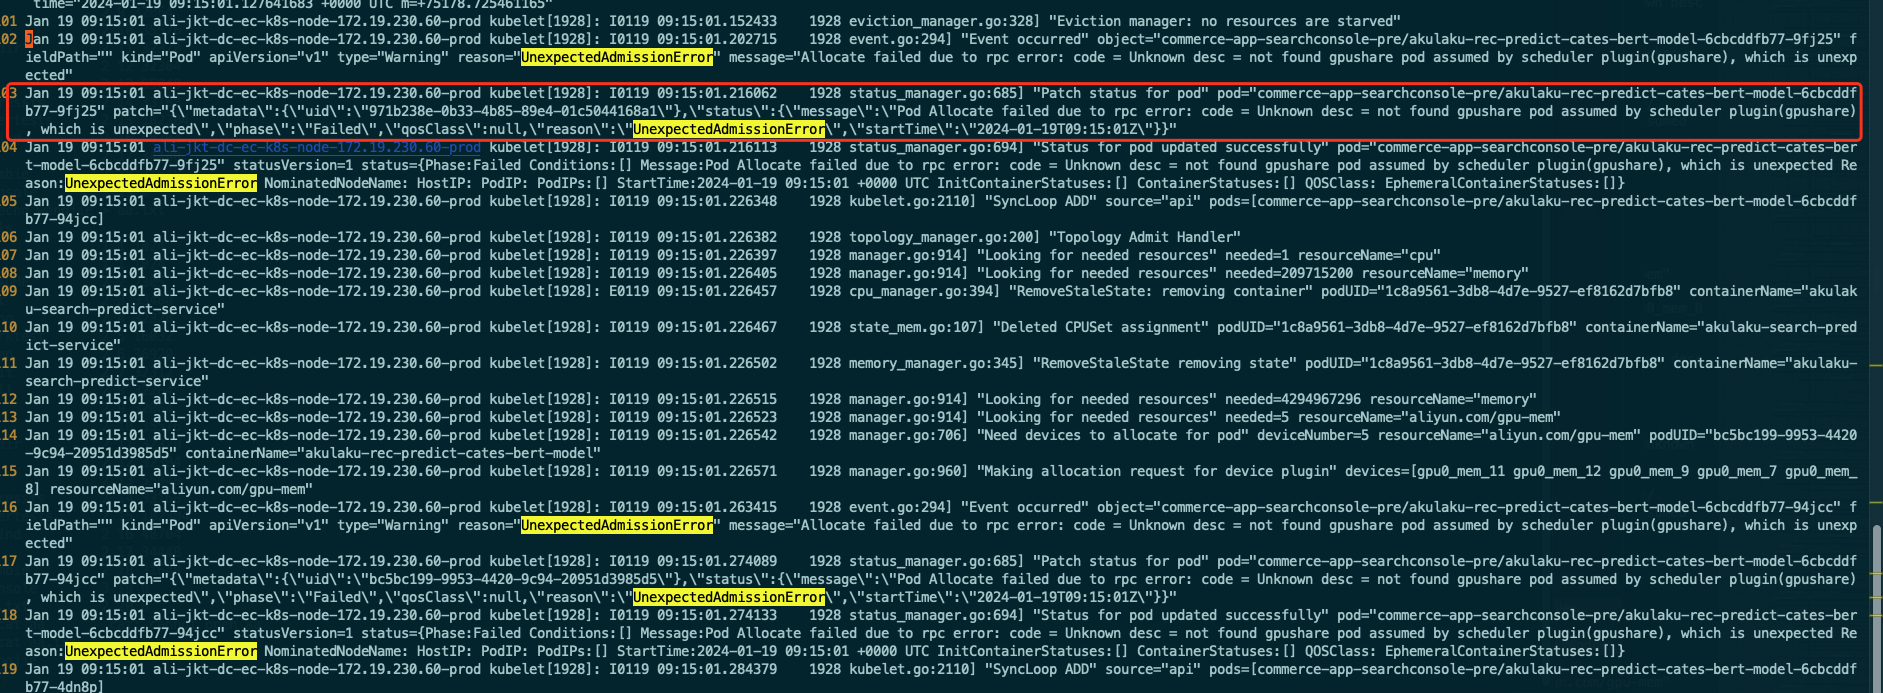 time="2024-01-19 09:15:01.127641683 +0000 UTC m=+75178.725461165"
01 Jan 19 09:15:01 ali-jkt-dc-ec-k8s-node-172.19.230.60-prod kubelet[1928]: I0119 09:15:01.152433    1928 eviction_manager.go:328] "Eviction manager: no resources are starved"
02 Jan 19 09:15:01 ali-jkt-dc-ec-k8s-node-172.19.230.60-prod kubelet[1928]: I0119 09:15:01.202715    1928 event.go:294] "Event occurred" object="commerce-app-searchconsole-pre/akulaku-rec-predict-cates-bert-model-6cbcddfb77-9fj25" f
ieldPath="" kind="Pod" apiVersion="v1" type="Warning" reason="UnexpectedAdmissionError" message="Allocate failed due to rpc error: code = Unknown desc = not found gpushare pod assumed by scheduler plugin(gpushare), which is unexp
ected"
03 Jan 19 09:15:01 ali-jkt-dc-ec-k8s-node-172.19.230.60-prod kubelet[1928]: I0119 09:15:01.216062    1928 status_manager.go:685] "Patch status for pod" pod="commerce-app-searchconsole-pre/akulaku-rec-predict-cates-bert-model-6cbcddf
b77-9fj25" patch="{\"metadata\":{\"uid\":\"971b238e-0b33-4b85-89e4-01c5044168a1\"},\"status\":{\"message\":\"Pod Allocate failed due to rpc error: code = Unknown desc = not found gpushare pod assumed by scheduler plugin(gpushare)
, which is unexpected\",\"phase\":\"Failed\",\"qosClass\":null,\"reason\":\"UnexpectedAdmissionError\",\"startTime\":\"2024-01-19T09:15:01Z\"}}"
04 Jan 19 09:15:01 ali-jkt-dc-ec-k8s-node-172.19.230.60-prod kubelet[1928]: I0119 09:15:01.216113    1928 status_manager.go:694] "Status for pod updated successfully" pod="commerce-app-searchconsole-pre/akulaku-rec-predict-cates-ber
t-model-6cbcddfb77-9fj25" statusVersion=1 status={Phase:Failed Conditions:[] Message:Pod Allocate failed due to rpc error: code = Unknown desc = not found gpushare pod assumed by scheduler plugin(gpushare), which is unexpected Re
ason:UnexpectedAdmissionError NominatedNodeName: HostIP: PodIP: PodIPs:[] StartTime:2024-01-19 09:15:01 +0000 UTC InitContainerStatuses:[] ContainerStatuses:[] QOSClass: EphemeralContainerStatuses:[]}
05 Jan 19 09:15:01 ali-jkt-dc-ec-k8s-node-172.19.230.60-prod kubelet[1928]: I0119 09:15:01.226348    1928 kubelet.go:2110] "SyncLoop ADD" source="api" pods=[commerce-app-searchconsole-pre/akulaku-rec-predict-cates-bert-model-6cbcddf
b77-94jcc]
06 Jan 19 09:15:01 ali-jkt-dc-ec-k8s-node-172.19.230.60-prod kubelet[1928]: I0119 09:15:01.226382    1928 topology_manager.go:200] "Topology Admit Handler"
07 Jan 19 09:15:01 ali-jkt-dc-ec-k8s-node-172.19.230.60-prod kubelet[1928]: I0119 09:15:01.226397    1928 manager.go:914] "Looking for needed resources" needed=1 resourceName="cpu"
08 Jan 19 09:15:01 ali-jkt-dc-ec-k8s-node-172.19.230.60-prod kubelet[1928]: I0119 09:15:01.226405    1928 manager.go:914] "Looking for needed resources" needed=209715200 resourceName="memory"
09 Jan 19 09:15:01 ali-jkt-dc-ec-k8s-node-172.19.230.60-prod kubelet[1928]: E0119 09:15:01.226457    1928 cpu_manager.go:394] "RemoveStaleState: removing container" podUID="1c8a9561-3db8-4d7e-9527-ef8162d7bfb8" containerName="akulak
u-search-predict-service"
10 Jan 19 09:15:01 ali-jkt-dc-ec-k8s-node-172.19.230.60-prod kubelet[1928]: I0119 09:15:01.226467    1928 state_mem.go:107] "Deleted CPUSet assignment" podUID="1c8a9561-3db8-4d7e-9527-ef8162d7bfb8" containerName="akulaku-search-pred
ict-service"
11 Jan 19 09:15:01 ali-jkt-dc-ec-k8s-node-172.19.230.60-prod kubelet[1928]: I0119 09:15:01.226502    1928 memory_manager.go:345] "RemoveStaleState removing state" podUID="1c8a9561-3db8-4d7e-9527-ef8162d7bfb8" containerName="akulaku-
search-predict-service"
12 Jan 19 09:15:01 ali-jkt-dc-ec-k8s-node-172.19.230.60-prod kubelet[1928]: I0119 09:15:01.226515    1928 manager.go:914] "Looking for needed resources" needed=4294967296 resourceName="memory"
13 Jan 19 09:15:01 ali-jkt-dc-ec-k8s-node-172.19.230.60-prod kubelet[1928]: I0119 09:15:01.226523    1928 manager.go:914] "Looking for needed resources" needed=5 resourceName="aliyun.com/gpu-mem"
14 Jan 19 09:15:01 ali-jkt-dc-ec-k8s-node-172.19.230.60-prod kubelet[1928]: I0119 09:15:01.226542    1928 manager.go:706] "Need devices to allocate for pod" deviceNumber=5 resourceName="aliyun.com/gpu-mem" podUID="bc5bc199-9953-4420
-9c94-20951d3985d5" containerName="akulaku-rec-predict-cates-bert-model"
15 Jan 19 09:15:01 ali-jkt-dc-ec-k8s-node-172.19.230.60-prod kubelet[1928]: I0119 09:15:01.226571    1928 manager.go:960] "Making allocation request for device plugin" devices=[gpu0_mem_11 gpu0_mem_12 gpu0_mem_9 gpu0_mem_7 gpu0_mem_
8] resourceName="aliyun.com/gpu-mem"
16 Jan 19 09:15:01 ali-jkt-dc-ec-k8s-node-172.19.230.60-prod kubelet[1928]: I0119 09:15:01.263415    1928 event.go:294] "Event occurred" object="commerce-app-searchconsole-pre/akulaku-rec-predict-cates-bert-model-6cbcddfb77-94jcc" f
ieldPath="" kind="Pod" apiVersion="v1" type="Warning" reason="UnexpectedAdmissionError" message="Allocate failed due to rpc error: code = Unknown desc = not found gpushare pod assumed by scheduler plugin(gpushare), which is unexp
ected"
17 Jan 19 09:15:01 ali-jkt-dc-ec-k8s-node-172.19.230.60-prod kubelet[1928]: I0119 09:15:01.274089    1928 status_manager.go:685] "Patch status for pod" pod="commerce-app-searchconsole-pre/akulaku-rec-predict-cates-bert-model-6cbcddf
b77-94jcc" patch="{\"metadata\":{\"uid\":\"bc5bc199-9953-4420-9c94-20951d3985d5\"},\"status\":{\"message\":\"Pod Allocate failed due to rpc error: code = Unknown desc = not found gpushare pod assumed by scheduler plugin(gpushare)
, which is unexpected\",\"phase\":\"Failed\",\"qosClass\":null,\"reason\":\"UnexpectedAdmissionError\",\"startTime\":\"2024-01-19T09:15:01Z\"}}"
18 Jan 19 09:15:01 ali-jkt-dc-ec-k8s-node-172.19.230.60-prod kubelet[1928]: I0119 09:15:01.274133    1928 status_manager.go:694] "Status for pod updated successfully" pod="commerce-app-searchconsole-pre/akulaku-rec-predict-cates-ber
t-model-6cbcddfb77-94jcc" statusVersion=1 status={Phase:Failed Conditions:[] Message:Pod Allocate failed due to rpc error: code = Unknown desc = not found gpushare pod assumed by scheduler plugin(gpushare), which is unexpected Re
ason:UnexpectedAdmissionError NominatedNodeName: HostIP: PodIP: PodIPs:[] StartTime:2024-01-19 09:15:01 +0000 UTC InitContainerStatuses:[] ContainerStatuses:[] QOSClass: EphemeralContainerStatuses:[]}
19 Jan 19 09:15:01 ali-jkt-dc-ec-k8s-node-172.19.230.60-prod kubelet[1928]: I0119 09:15:01.284379    1928 kubelet.go:2110] "SyncLoop ADD" source="api" pods=[commerce-app-searchconsole-pre/akulaku-rec-predict-cates-bert-model-6cbcddf
b77-4dn8p]